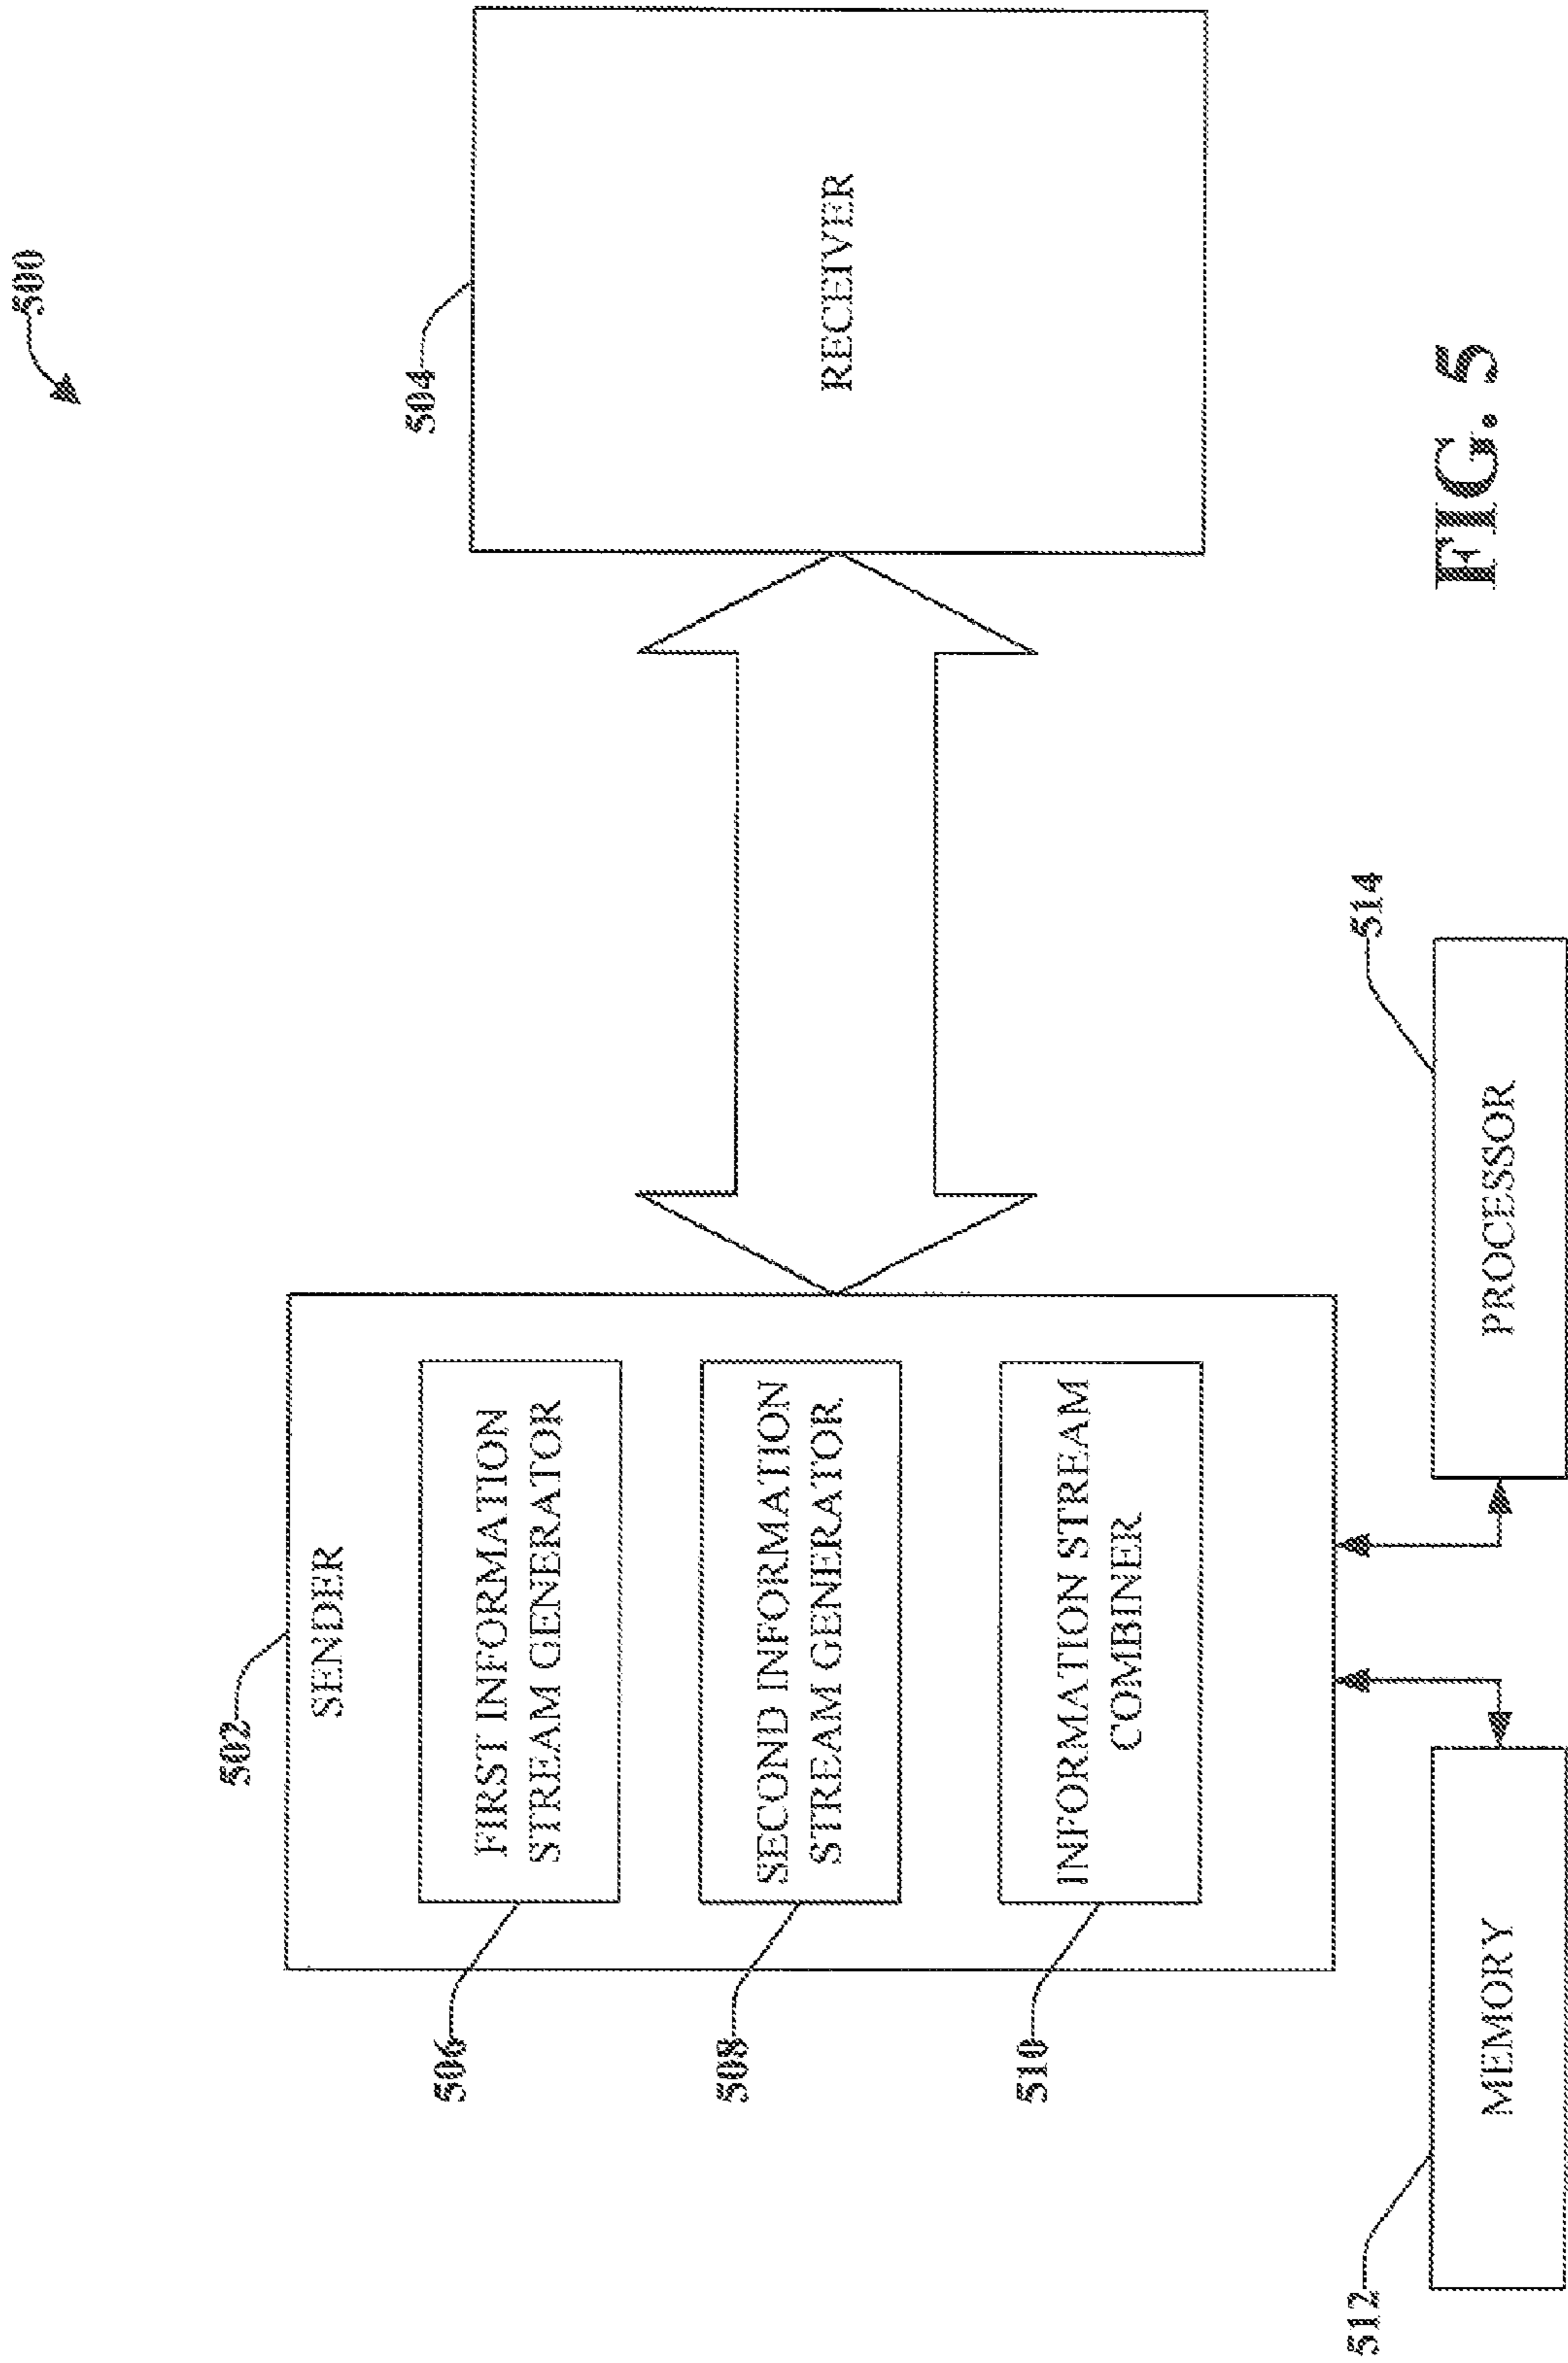 500
502
SENDER
504
506
FIRST INFORMATION
STREAM GENERATOR
RECEIVER
508
SECOND INFORMATION
STREAM GENERATOR
510
INFORMATION STREAM
COMBINER
512
MEMORY
514
PROCESSOR
FIG. 5